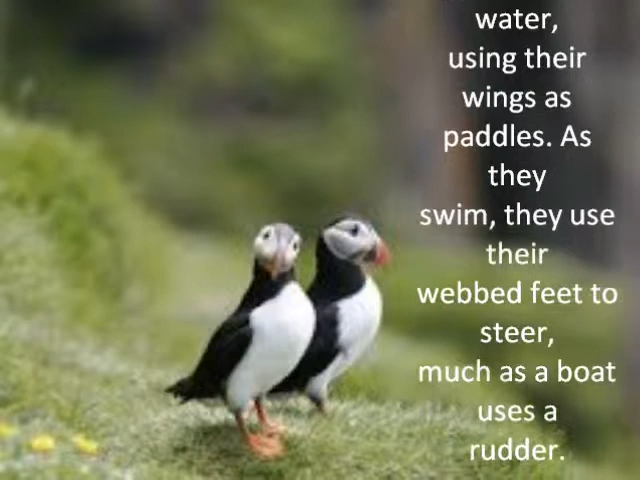 water,
using their
wings as
paddles. As
they
swim, they use
their
webbed feet to
steer,
much as a boat
uses a
rudder.